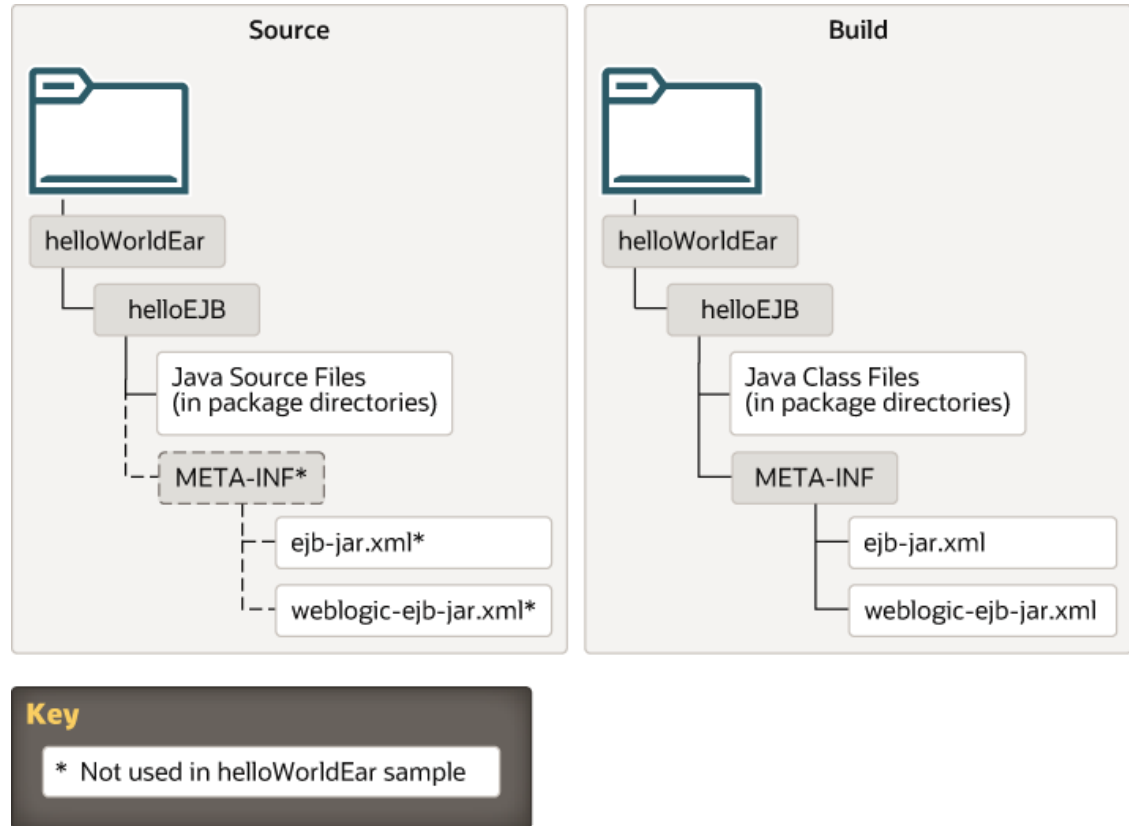 Source
helloWorldEar
helloEJB
Java Source Files
(in package directories)
META-INF*
ejb-jar.xml*
weblogic-ejb-jar.xml*
Build
helloWorldEar
helloEJB
Java Class Files
(in package directories)
META-INF
ejb-jar.xml
weblogic-ejb-jar.xml
Key
* Not used in helloWorldEar sample